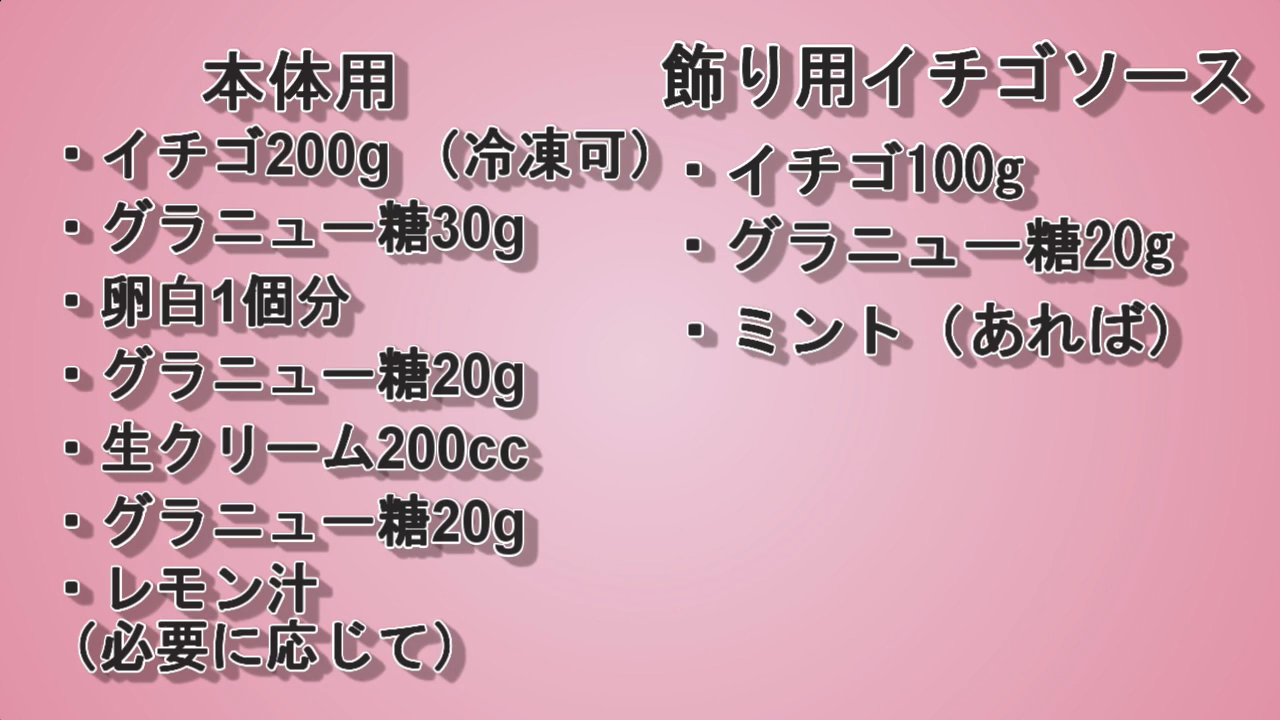 本体用
・イチゴ200g（冷凍可）
・グラニュー糖30g
・卵白1個分
・グラニュー糖20g
・生クリーム200cc
・グラニュー糖20g
・レモン汁
（必要に応じて）
飾り用イチゴソース
・イチゴ100g
・グラニュー糖20g
・ミント（あれば）